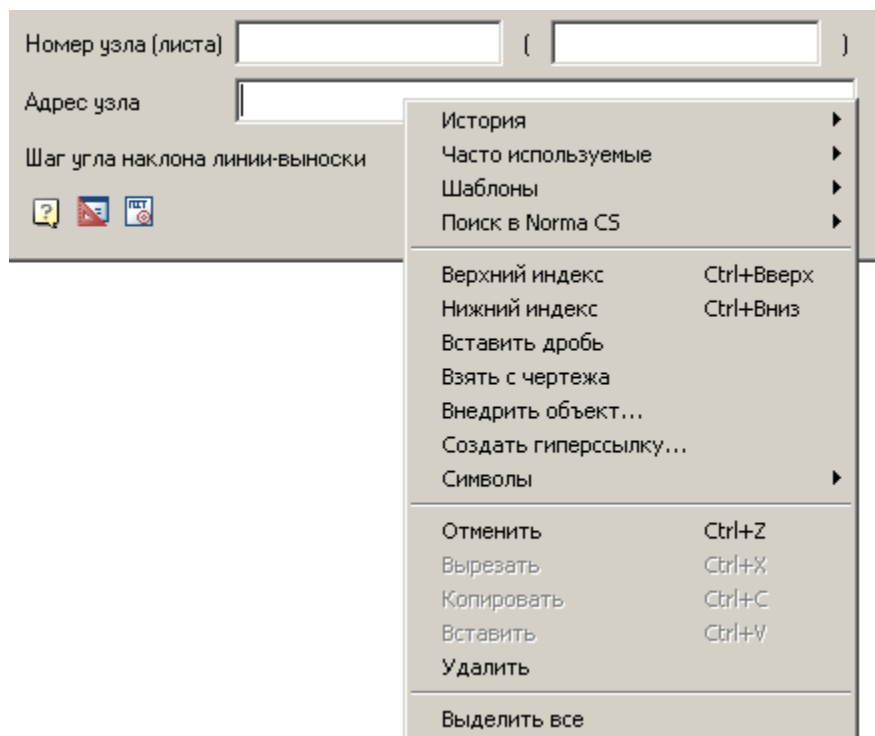 Номер узла (листа) ( )
Адрес узла
Шаг угла наклона линии-выноски
История
Часто используемые
Шаблоны
Поиск в Norma CS
Верхний индекс Ctrl+Вверх
Нижний индекс Ctrl+Вниз
Вставить дробь
Взять с чертежа
Внедрить объект...
Создать гиперссылку...
Символы
Отменить Ctrl+Z
Вырезать Ctrl+X
Копировать Ctrl+C
Вставить Ctrl+V
Удалить
Выделить все